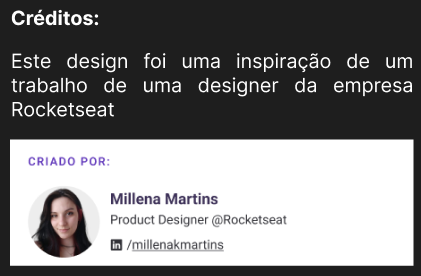 Créditos:
Este design foi uma inspiração de um
trabalho de uma designer da empresa
Rocketseat
CRIADO POR:
Millena Martins
Product Designer @Rocketseat
in /millenakmartins